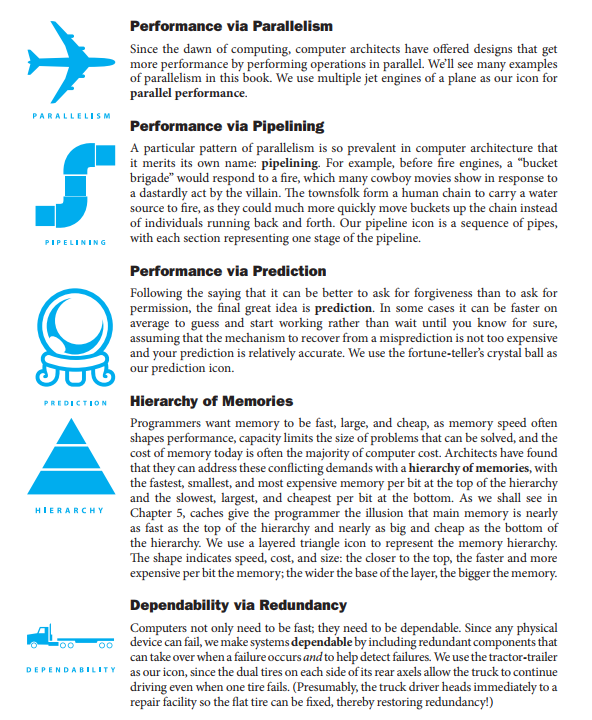 Performance via Parallelism
Since the dawn of computing, computer architects have offered designs that get
more performance by performing operations in parallel. We'll see many examples
of parallelism in this book. We use multiple jet engines of a plane as our icon for
parallel performance.
PARALLELISM
Performance via Pipelining
A particular pattern of parallelism is so prevalent in computer architecture that
it merits its own name: pipelining. For example, before fire engines, a “bucket
brigade” would respond to a fire, which many cowboy movies show in response to
a dastardly act by the villain. The townsfolk form a human chain to carry a water
source to fire, as they could much more quickly move buckets up the chain instead
of individuals running back and forth. Our pipeline icon is a sequence of pipes,
with each section representing one stage of the pipeline.
PIPELINING
Performance via Prediction
Following the saying that it can be better to ask for forgiveness than to ask for
permission, the final great idea is prediction. In some cases it can be faster on
average to guess and start working rather than wait until you know for sure,
assuming that the mechanism to recover from a misprediction is not too expensive
and your prediction is relatively accurate. We use the fortune-teller's crystal ball as
our prediction icon.
PREDICTION
Hierarchy of Memories
Programmers want memory to be fast, large, and cheap, as memory speed often
shapes performance, capacity limits the size of problems that can be solved, and the
cost of memory today is often the majority of computer cost. Architects have found
that they can address these conflicting demands with a hierarchy of memories, with
the fastest, smallest, and most expensive memory per bit at the top of the hierarchy
and the slowest, largest, and cheapest per bit at the bottom. As we shall see in
Chapter 5, caches give the programmer the illusion that main memory is nearly
as fast as the top of the hierarchy and nearly as big and cheap as the bottom of
the hierarchy. We use a layered triangle icon to represent the memory hierarchy.
The shape indicates speed, cost, and size: the closer to the top, the faster and more
expensive per bit the memory; the wider the base of the layer, the bigger the memory.
HIERARCHY
Dependability via Redundancy
Computers not only need to be fast; they need to be dependable. Since any physical
device can fail, we make systems dependable by including redundant components that
can take over when a failure occurs and to help detect failures. We use the tractor-trailer
as our icon, since the dual tires on each side of its rear axels allow the truck to continue
driving even when one tire fails. (Presumably, the truck driver heads immediately to a
repair facility so the flat tire can be fixed, thereby restoring redundancy!)
DEPENDABILITY